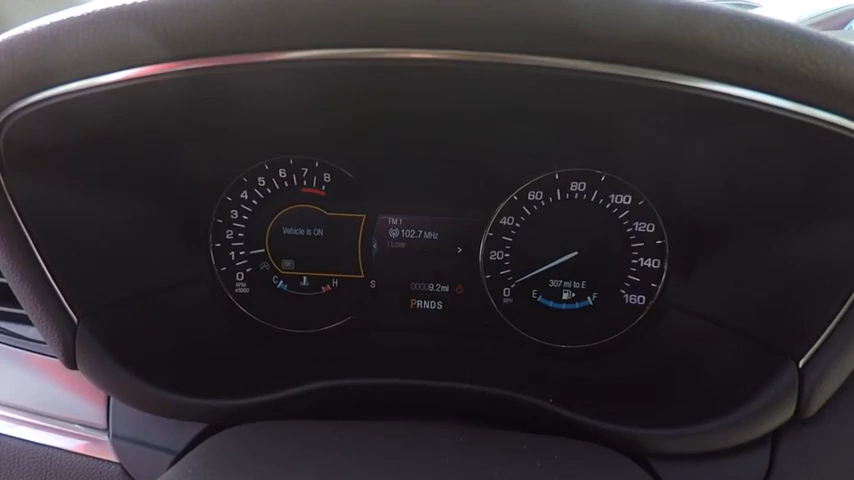 8
7
6
5
4
3
2
1
0
RPM
x1000
Vehicle is ON
OK
C H
FM 1
102.7 MHz
I Love
S
00009.2mi
PRNDS
0
20
40
60
80
100
120
140
160
MPH
307 mi to E
E F